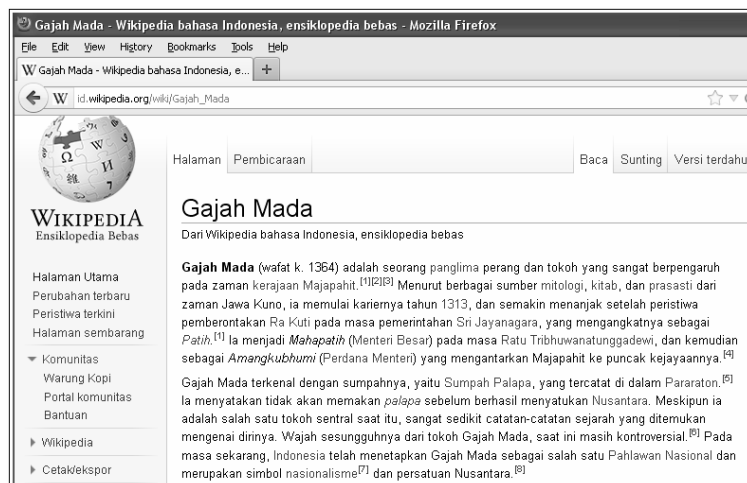 Gajah Mada - Wikipedia bahasa Indonesia, ensiklopedia bebas - Mozilla Firefox
File Edit View History Bookmarks Tools Help
W Gajah Mada - Wikipedia bahasa Indonesia, e... +
W id.wikipedia.org/wiki/Gajah_Mada
Ω W И 7
Halaman Pembicaraan Baca Sunting Versi terdahu
WIKIPEDIA
Ensiklopedia Bebas
Halaman Utama
Perubahan terbaru
Peristiwa terkini
Halaman sembarang
Komunitas
Warung Kopi
Portal komunitas
Bantuan
Wikipedia
Cetak/ekspor
Gajah Mada
Dari Wikipedia bahasa Indonesia, ensiklopedia bebas
Gajah Mada (wafat k. 1364) adalah seorang panglima perang dan tokoh yang sangat berpengaruh
pada zaman kerajaan Majapahit.[1][2][3] Menurut berbagai sumber mitologi, kitab, dan prasasti dari
zaman Jawa Kuno, ia memulai kariernya tahun 1313, dan semakin menanjak setelah peristiwa
pemberontakan Ra Kuti pada masa pemerintahan Sri Jayanagara, yang mengangkatnya sebagai
Patih.[1] Ia menjadi Mahapatih (Menteri Besar) pada masa Ratu Tribhuwanatunggadewi, dan kemudian
sebagai Amangkubhumi (Perdana Menteri) yang mengantarkan Majapahit ke puncak kejayaannya.[4]
Gajah Mada terkenal dengan sumpahnya, yaitu Sumpah Palapa, yang tercatat di dalam Pararaton.[5]
Ia menyatakan tidak akan memakan palapa sebelum berhasil menyatukan Nusantara. Meskipun ia
adalah salah satu tokoh sentral saat itu, sangat sedikit catatan-catatan sejarah yang ditemukan
mengenai dirinya. Wajah sesungguhnya dari tokoh Gajah Mada, saat ini masih kontroversial.[6] Pada
masa sekarang, Indonesia telah menetapkan Gajah Mada sebagai salah satu Pahlawan Nasional dan
merupakan simbol nasionalisme[7] dan persatuan Nusantara.[8]